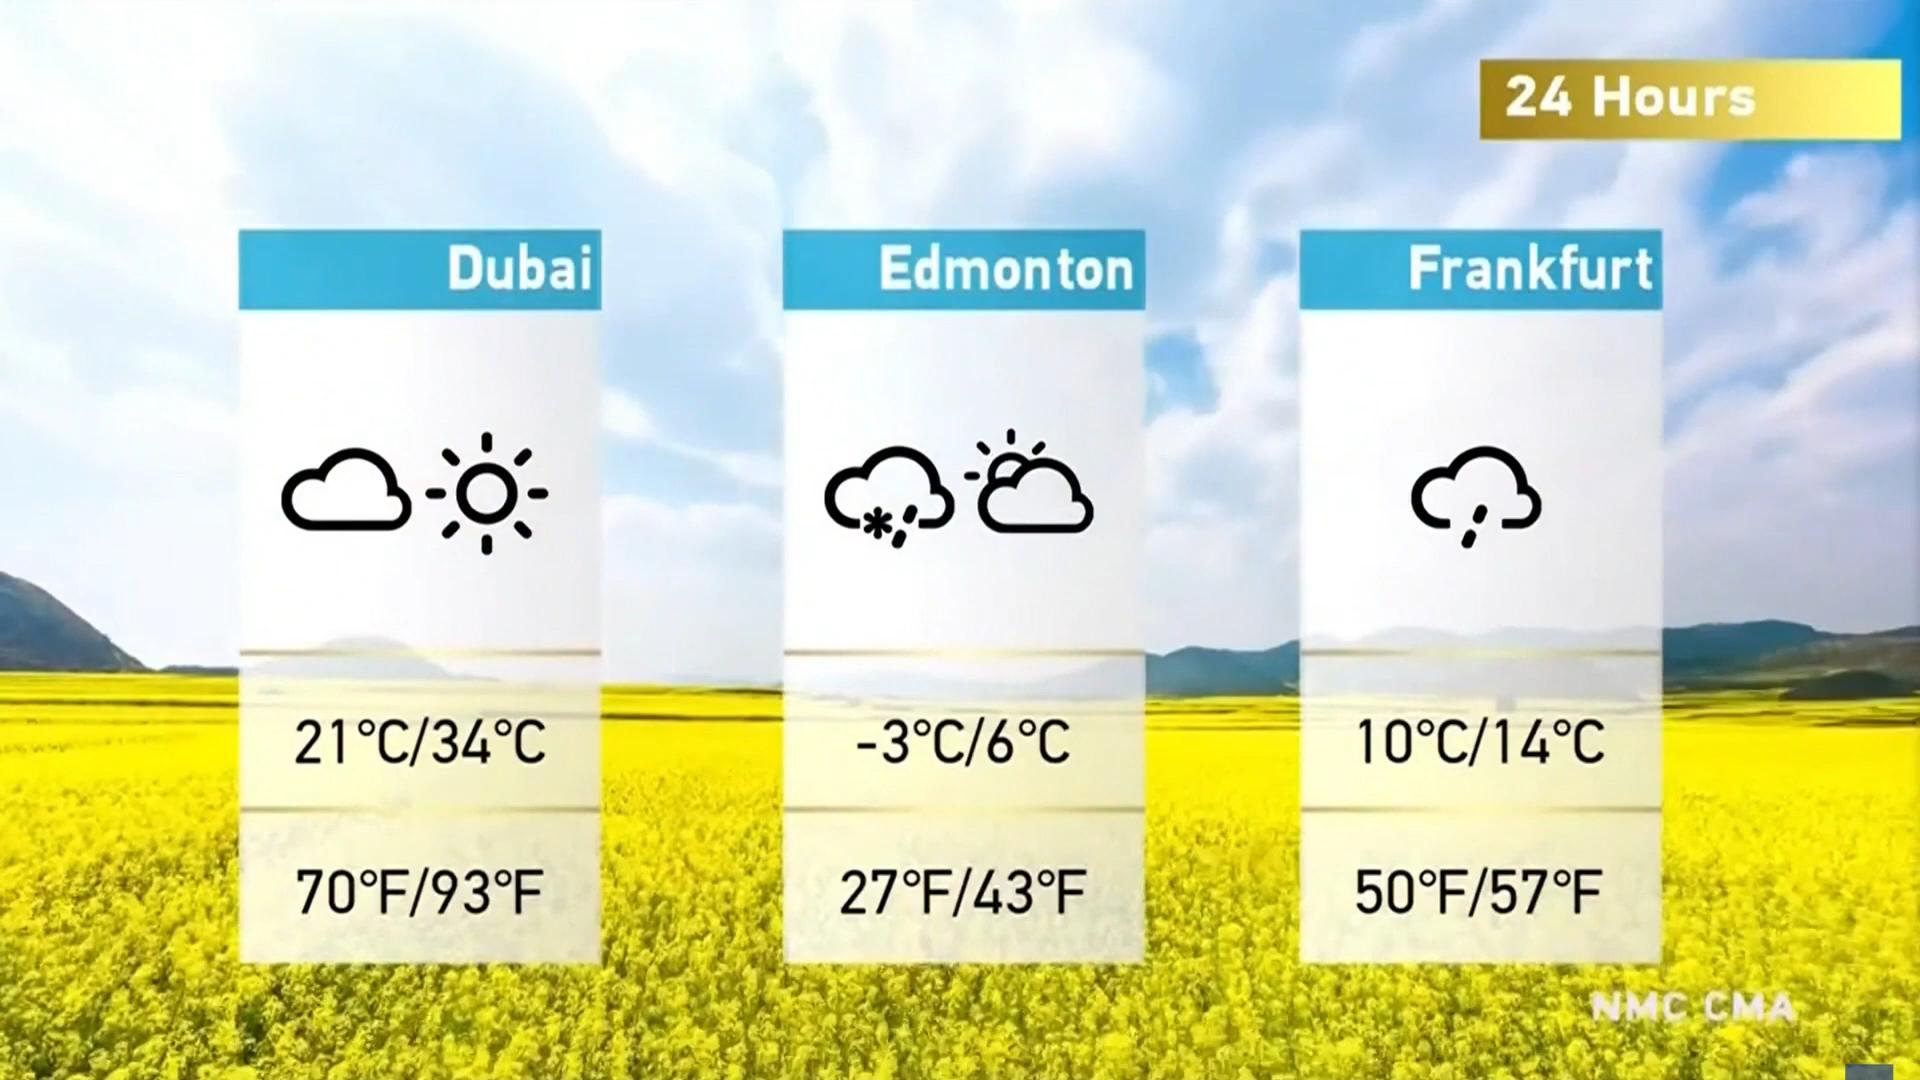 24 Hours
Dubai
21°C/34°C
70°F/93°F
Edmonton
-3°C/6°C
27°F/43°F
Frankfurt
10°C/14°C
50°F/57°F
NMC CMA